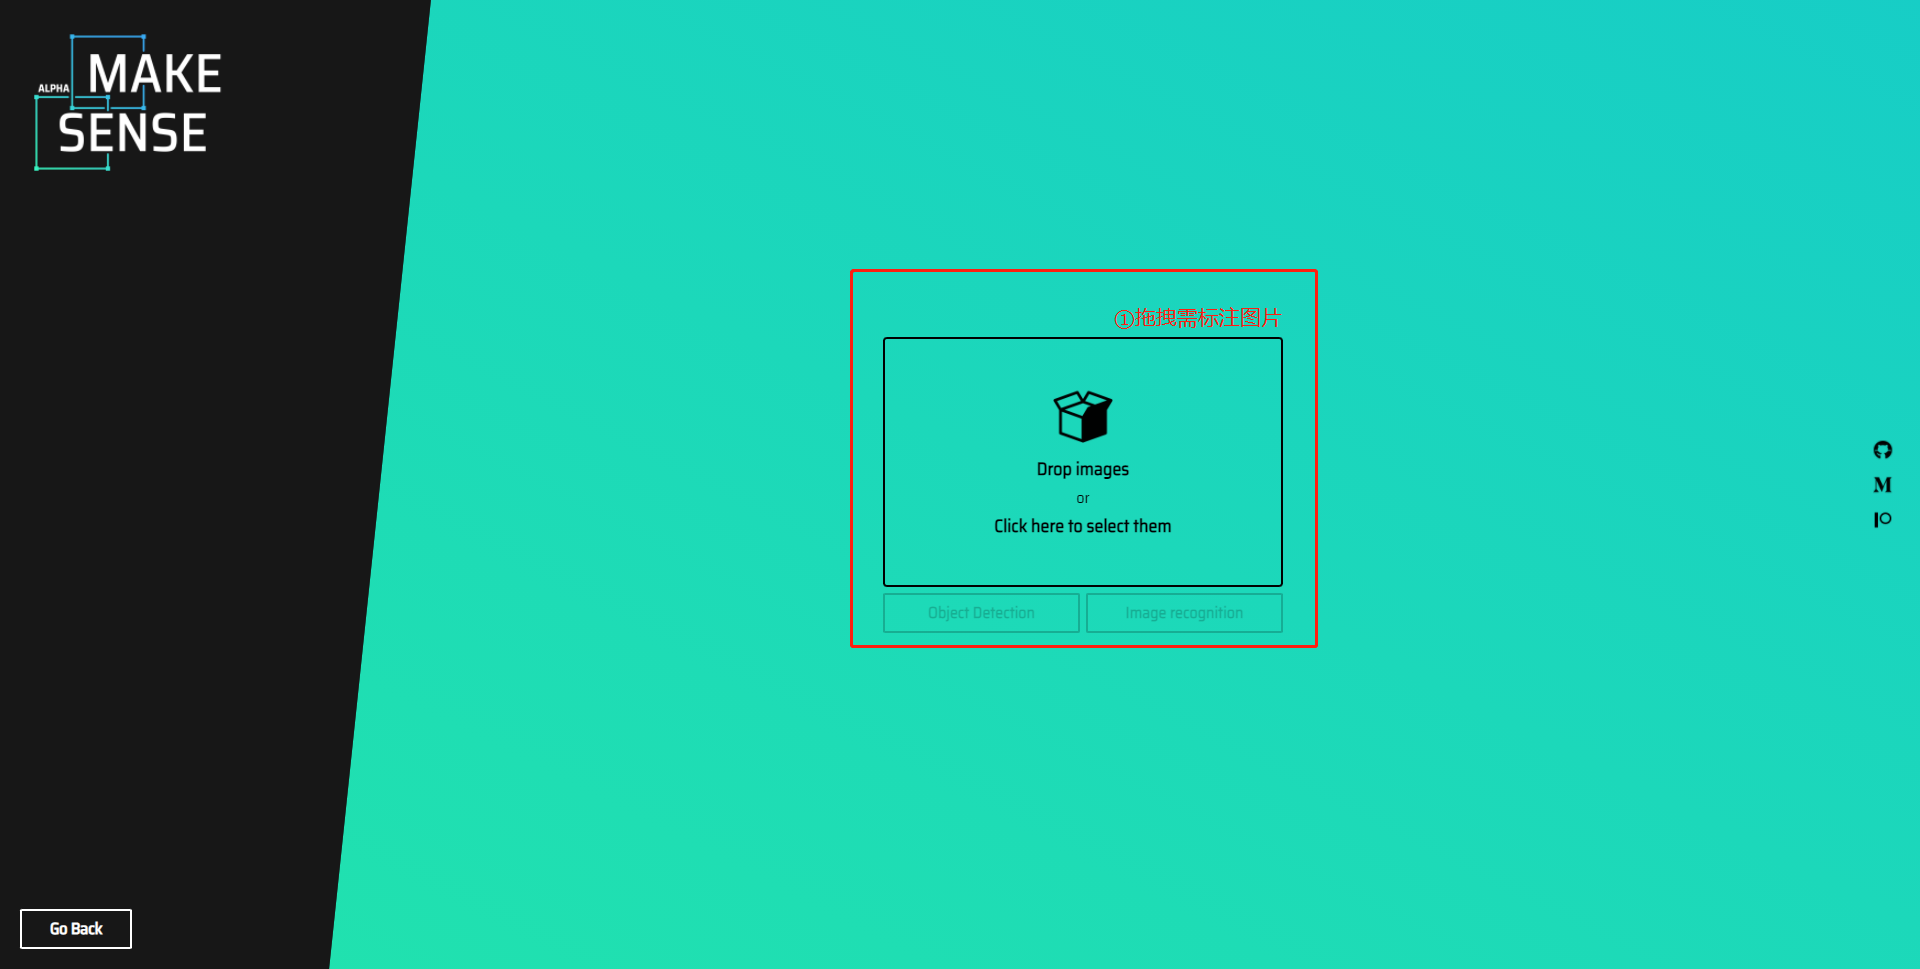 MAKE
ALPHA
SENSE
①拖拽需标注图片
Drop images
or
Click here to select them
Object Detection
Image recognition
Go Back